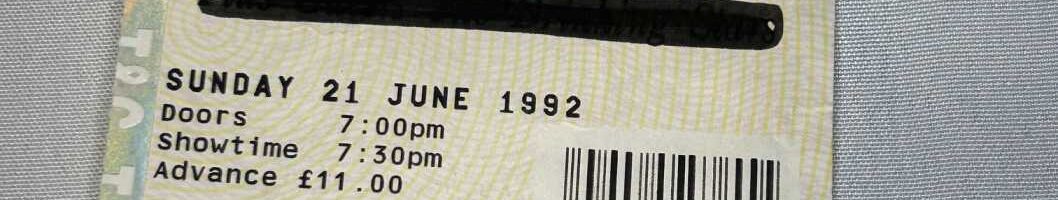 SUNDAY 21 JUNE 1992
Doors 7:00pm
Showtime 7:30pm
Advance £11.00